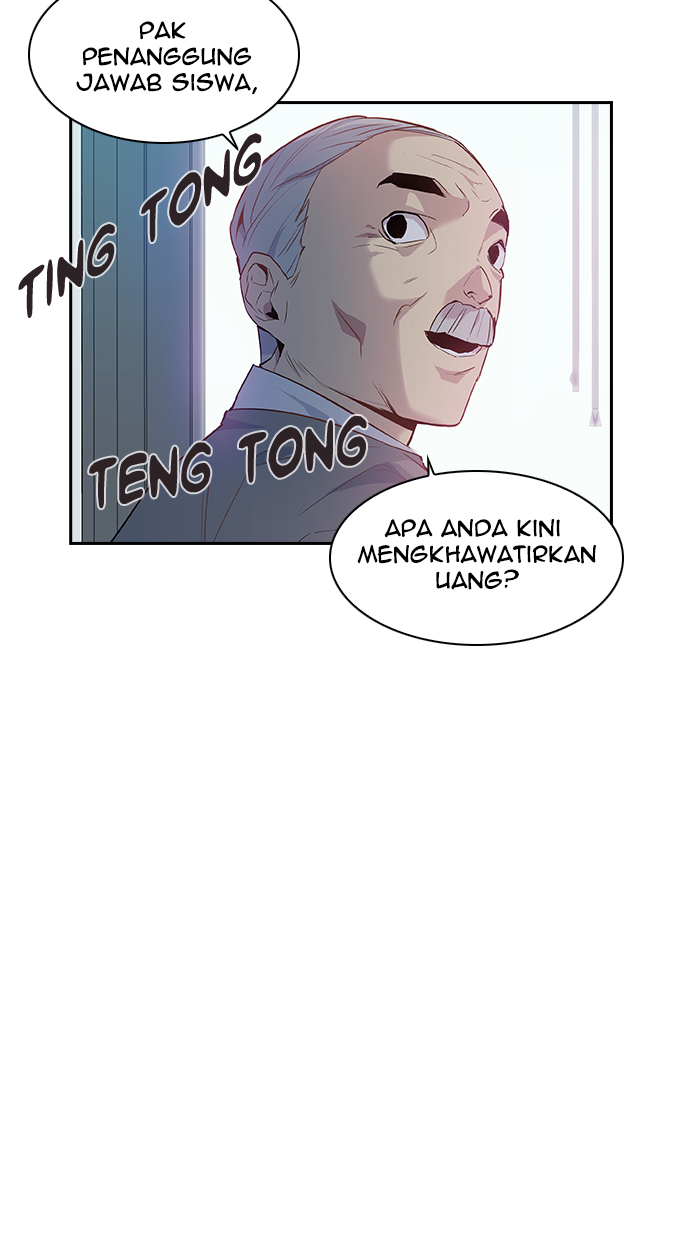 PAK
PENANGGUNG
JAWAB SISWA,
TING TONG
TENG TONG
APA ANDA KINI
MENGKHAWATIRKAN
UANG?